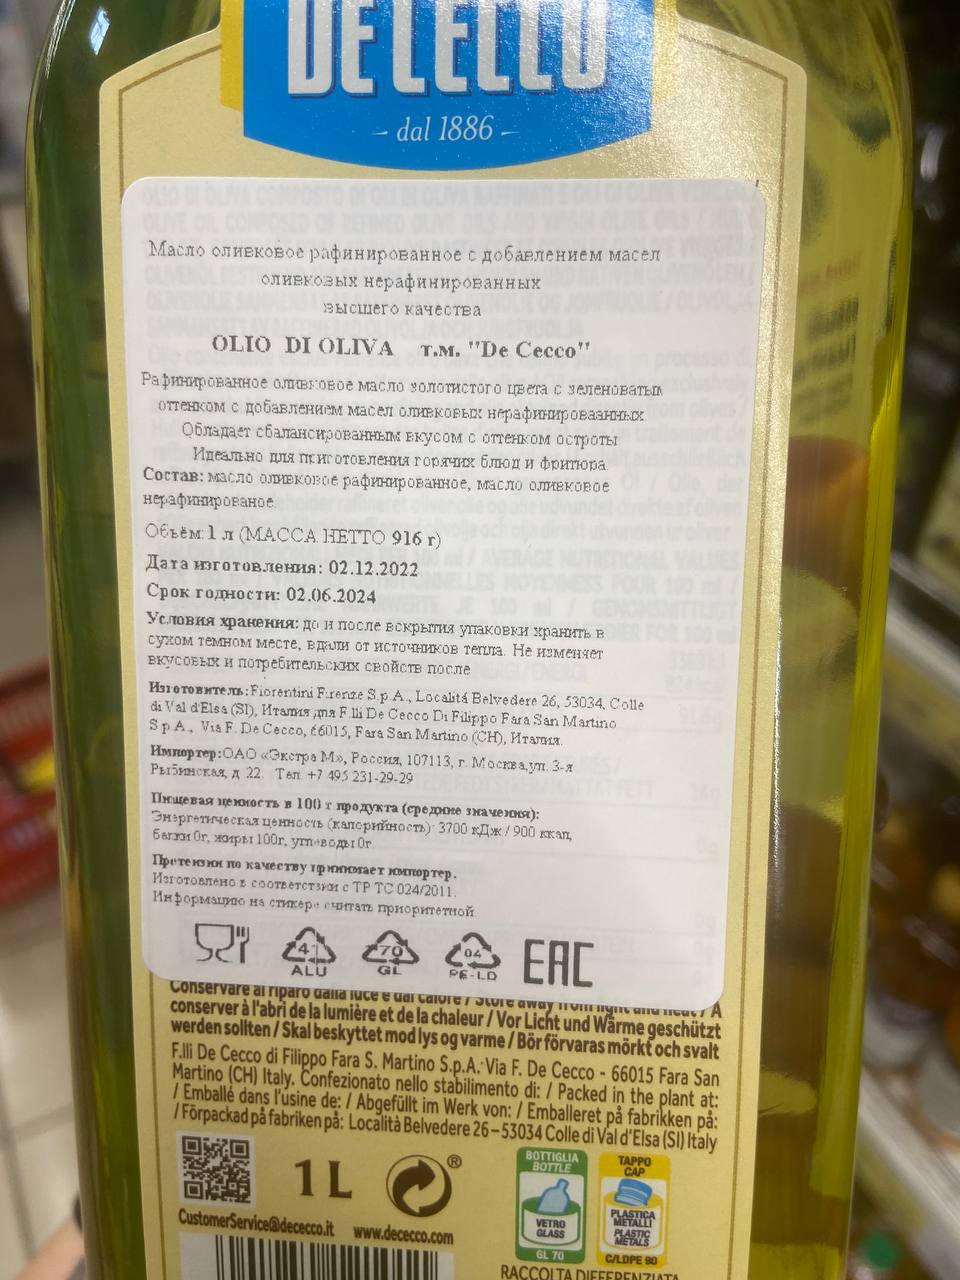 DE CECCO
dal 1886
Масло оливковое рафинированное с добавлением масел
оливковых нерафинированных
высшего качества
OLIO DI OLIVA т.м. "De Cecco"
Рафинированное оливковое масло золотистого цвета с зеленоватым
оттенком с добавлением масел оливковых нерафинироваанных.
Обладает сбалансированным вкусом с оттенком остроты
Идеально для приготовления горячих блюд и фритюра
Состав: масло оливковое рафинированное, масло оливковое
нерафинированое.
Объём:1 л (МАССА НЕТТО 916 г)
Дата изготовления: 02.12.2022
Срок годности: 02.06.2024
Условия хранения: до и после вскрытия упаковки хранить в
сухом темном месте, вдали от источников тепла. Не изменяет
вкусовых и потребительских свойств после
Изготовитель: Fiorentini Firenze S.p.A., Localitá Belvedere 26, 53034, Colle
di Val d'Elsa (SI), Италия для F.lli De Cecco Di Filippo Fara San Martino
S.p.A., Via F. De Cecco, 66015, Fara San Martino (CH), Италия.
Импортер:ОАО «Экстра М», Россия, 107113, г. Москва,ул. 3-я
Рыбинская, д 22. Тел. +7 495 231-29-29
Пищевая ценность в 100 г продукта (средние значения):
Энергетическая ценность (калорийность): 3700 кДж / 900 ккал,
белки 0г, жиры 100г, углеводы 0г.
Претензии по качеству принимает импортер.
Изготовлено в соответствии с ТР ТС 024/2011.
Информацию на стикере считать приоритетной.
41 70 04 EAC
ALU GL PE-LD
Conservare al riparo dalla luce e dal calore / Store away from light and heat / A
conserver à l'abri de la lumière et de la chaleur / Vor Licht und Wärme geschützt
werden sollten / Skal beskyttet mod lys og varme / Bör förvaras mörkt och svalt
F.lli De Cecco di Filippo Fara S. Martino S.p.A. Via F. De Cecco - 66015 Fara San
Martino (CH) Italy. Confezionato nello stabilimento di: / Packed in the plant at:
/ Emballé dans l'usine de: / Abgefüllt im Werk von: / Emballeret på fabrikken på:
/ Förpackad på fabriken på: Località Belvedere 26 – 53034 Colle di Val d'Elsa (SI) Italy
1L ®
BOTTIGLIA
BOTTLE
VETRO
GLASS
GL 70
TAPPO
CAP
PLASTICA
METALLI
PLASTIC
METALS
C/LDPE 90
CustomerService@dececco.it www.dececco.com
RACCOLTA DIFFERENZIATA